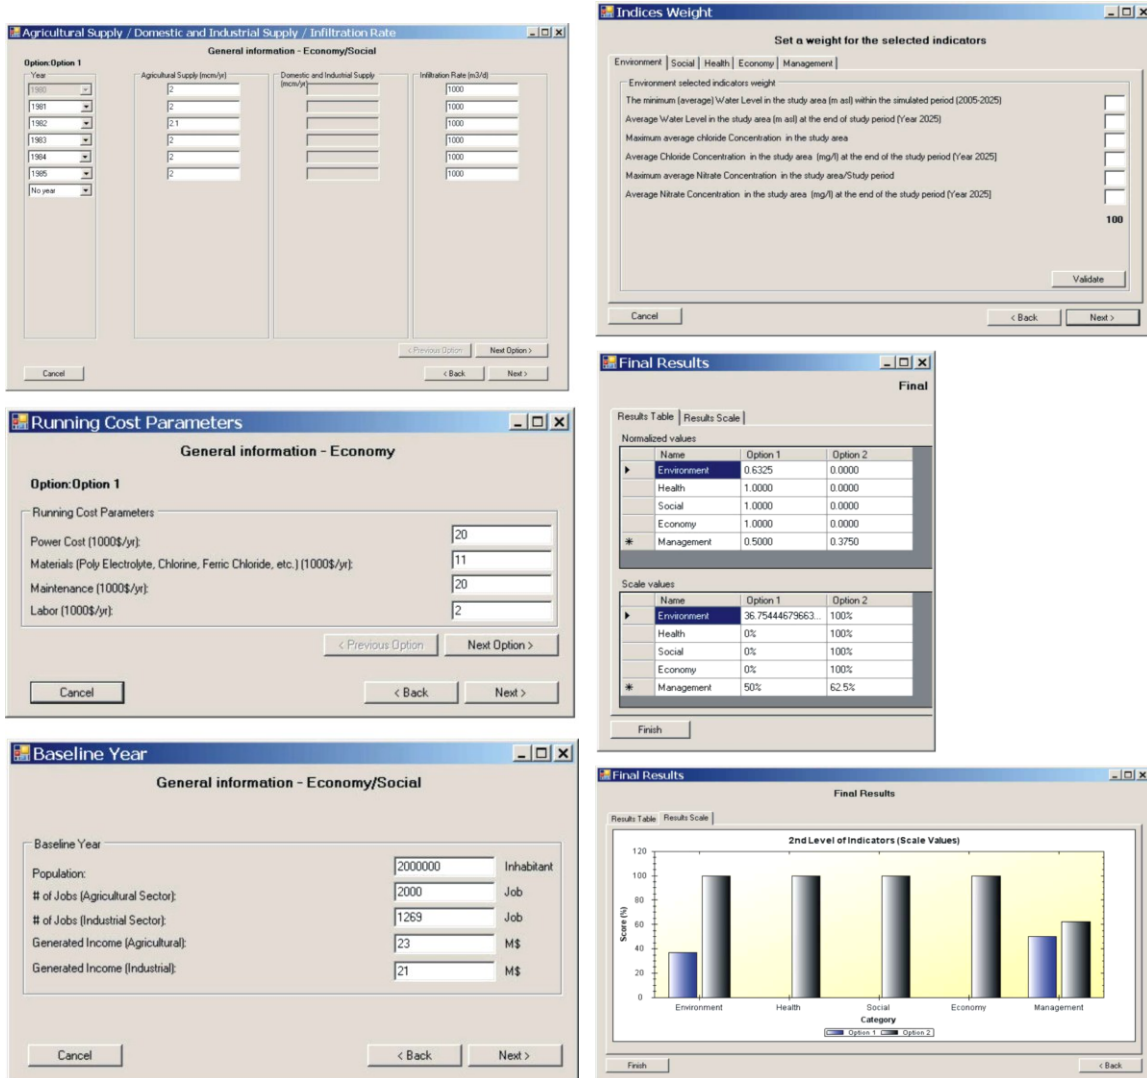 Agricultural Supply / Domestic and Industrial Supply / Infiltration Rate
General information - Economy/Social
Option:Option 1
Year
Agricultural Supply (mcm/yr)
Domestic and Industrial Supply (mcm/yr)
Infiltration Rate (m3/d)
1980 2 1000
1981 2 1000
1982 2.1 1000
1983 2 1000
1984 2 1000
1985 2 1000
No year
< Previous Option Next Option >
Cancel < Back Next >
Running Cost Parameters
General information - Economy
Option:Option 1
Running Cost Parameters
Power Cost (1000$/yr): 20
Materials (Poly Electrolyte, Chlorine, Ferric Chloride, etc.) (1000$/yr): 11
Maintenance (1000$/yr): 20
Labor (1000$/yr): 2
< Previous Option Next Option >
Cancel < Back Next >
Baseline Year
General information - Economy/Social
Baseline Year
Population: 2000000 Inhabitant
# of Jobs (Agricultural Sector): 2000 Job
# of Jobs (Industrial Sector): 1269 Job
Generated Income (Agricultural): 23 M$
Generated Income (Industrial): 21 M$
Cancel < Back Next >
Indices Weight
Set a weight for the selected indicators
Environment Social Health Economy Management
Environment selected indicators weight
The minimum (average) Water Level in the study area (m asl) within the simulated period (2005-2025)
Average Water Level in the study area (m asl) at the end of study period (Year 2025)
Maximum average chloride Concentration in the study area
Average Chloride Concentration in the study area (mg/l) at the end of the study period (Year 2025)
Maximum average Nitrate Concentration in the study area/Study period
Average Nitrate Concentration in the study area (mg/l) at the end of the study period (Year 2025)
100
Validate
Cancel < Back Next >
Final Results
Final
Results Table Results Scale
Normalized values
Name Option 1 Option 2
Environment 0.6325 0.0000
Health 1.0000 0.0000
Social 1.0000 0.0000
Economy 1.0000 0.0000
Management 0.5000 0.3750
Scale values
Name Option 1 Option 2
Environment 36.75444679663... 100%
Health 0% 100%
Social 0% 100%
Economy 0% 100%
Management 50% 62.5%
Finish
Final Results
Final Results
Results Table Results Scale
2nd Level of Indicators (Scale Values)
Score (%)
120
100
80
60
40
20
0
Environment Health Social Economy Management
Category
Option 1 Option 2
Finish < Back